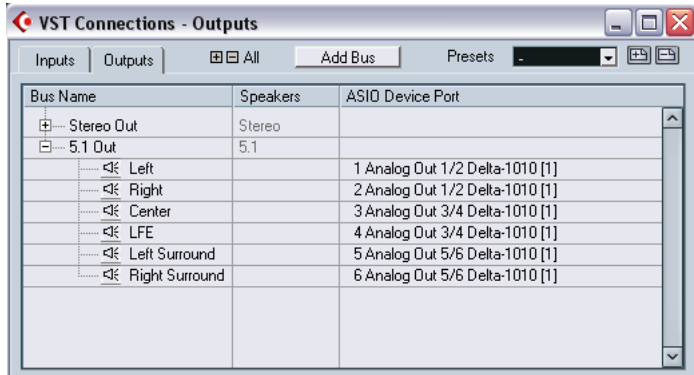 VST Connections - Outputs
Inputs Outputs All Add Bus Presets -
Bus Name Speakers ASIO Device Port
Stereo Out Stereo
5.1 Out 5.1
Left 1 Analog Out 1/2 Delta-1010 [1]
Right 2 Analog Out 1/2 Delta-1010 [1]
Center 3 Analog Out 3/4 Delta-1010 [1]
LFE 4 Analog Out 3/4 Delta-1010 [1]
Left Surround 5 Analog Out 5/6 Delta-1010 [1]
Right Surround 6 Analog Out 5/6 Delta-1010 [1]